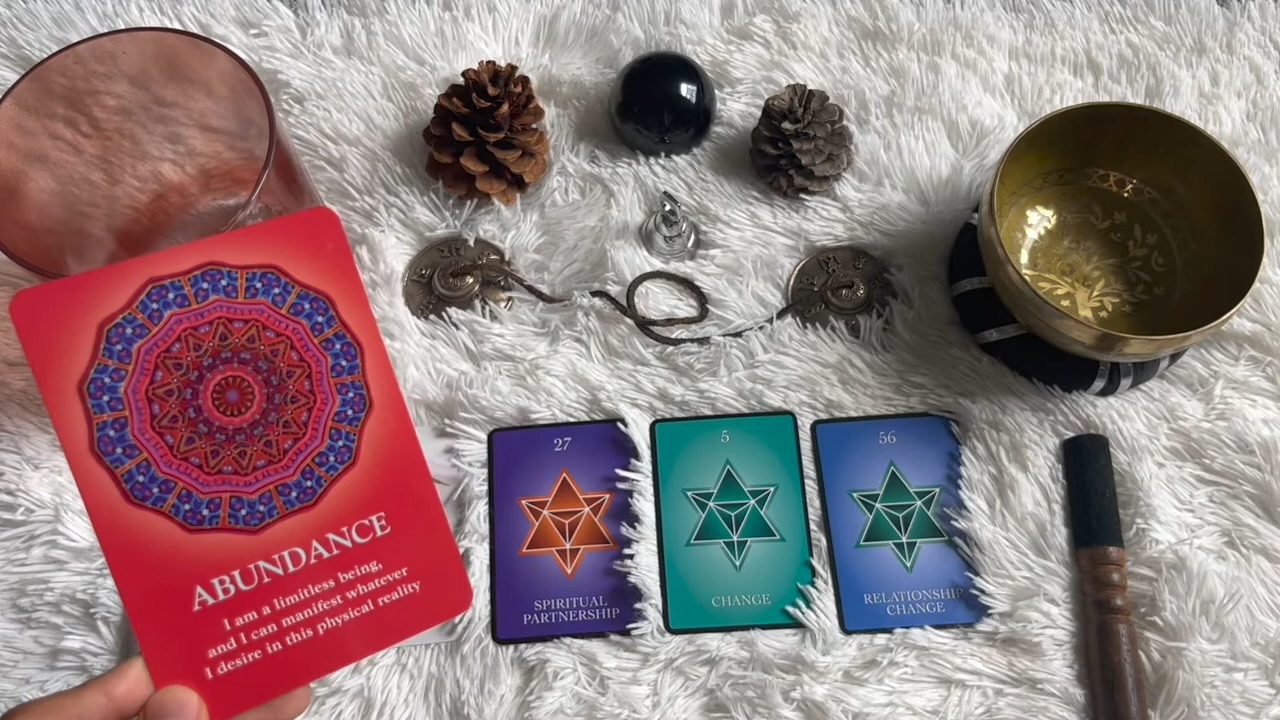 ABUNDANCE
I am a limitless being,
and I can manifest whatever
I desire in this physical reality
27
SPIRITUAL
PARTNERSHIP
5
CHANGE
56
RELATIONSHIP
CHANGE